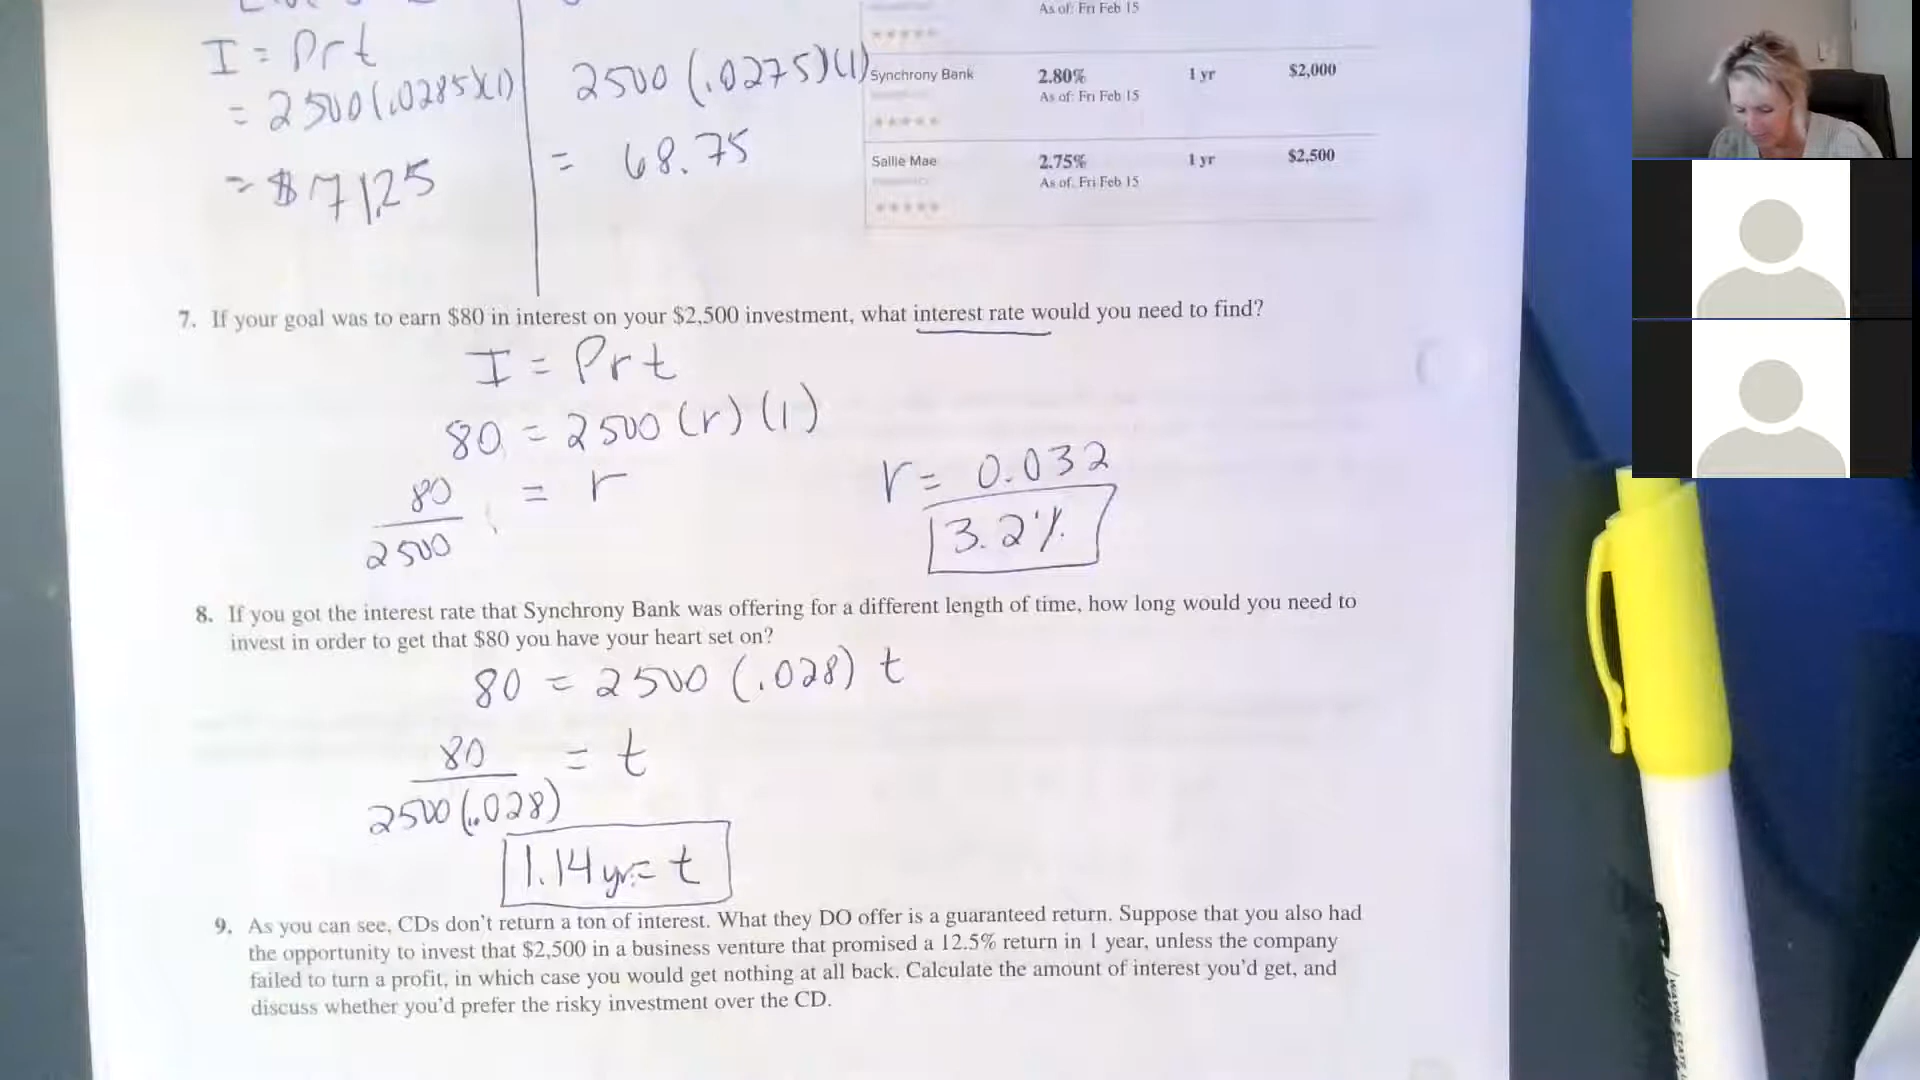 As of: Fri Feb 15
I = Prt
= 2500(.0285)(1)
= $71.25
2500 (.0275)(1)
= 68.75
Synchrony Bank 2.80% 1 yr $2,000
As of: Fri Feb 15
Sallie Mae 2.75% 1 yr $2,500
As of: Fri Feb 15
7. If your goal was to earn $80 in interest on your $2,500 investment, what interest rate would you need to find?
I = Prt
80 = 2500 (r) (1)
80
2500
= r
r = 0.032
3.2%
8. If you got the interest rate that Synchrony Bank was offering for a different length of time, how long would you need to
invest in order to get that $80 you have your heart set on?
80 = 2500 (.028) t
80
2500(.028)
= t
1.14 yr = t
9. As you can see, CDs don't return a ton of interest. What they DO offer is a guaranteed return. Suppose that you also had
the opportunity to invest that $2,500 in a business venture that promised a 12.5% return in 1 year, unless the company
failed to turn a profit, in which case you would get nothing at all back. Calculate the amount of interest you'd get, and
discuss whether you'd prefer the risky investment over the CD.
WAYNE STATE